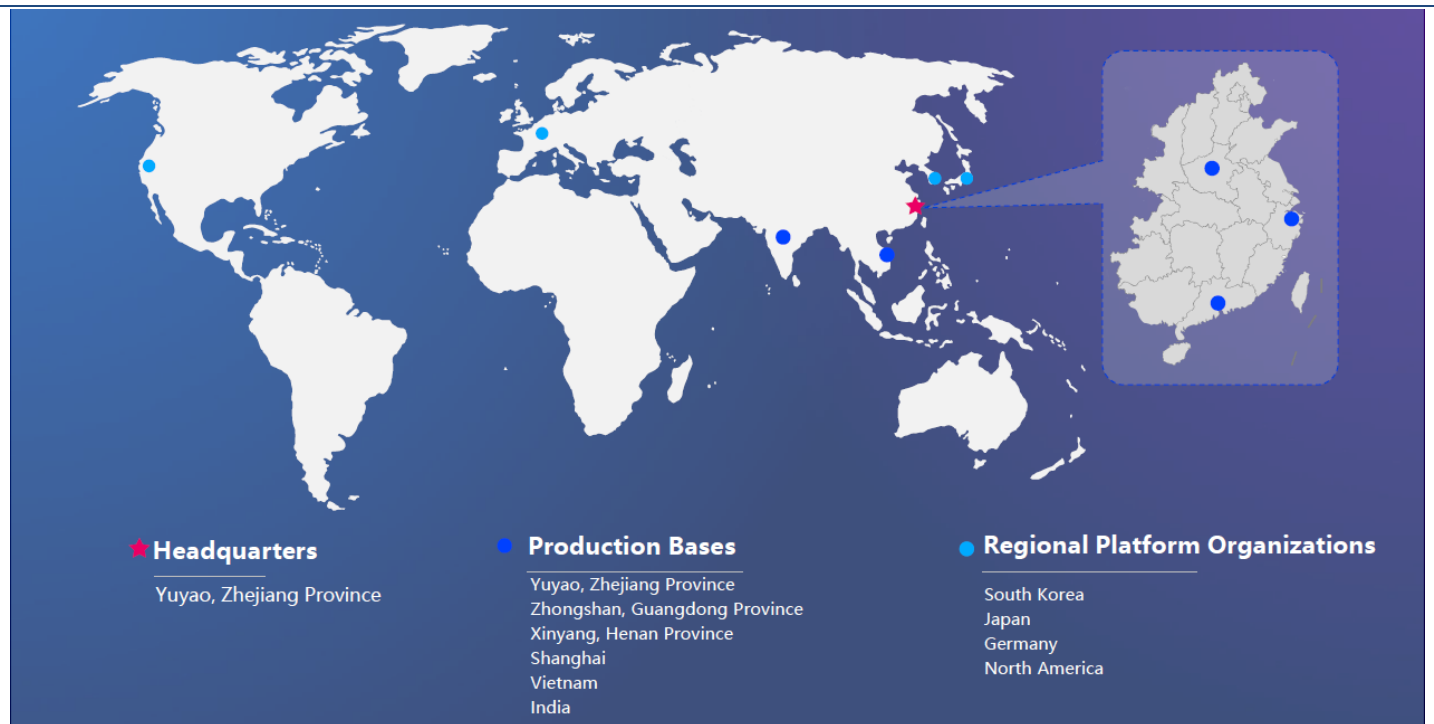 Headquarters
Yuyao, Zhejiang Province
Production Bases
Yuyao, Zhejiang Province
Zhongshan, Guangdong Province
Xinyang, Henan Province
Shanghai
Vietnam
India
Regional Platform Organizations
South Korea
Japan
Germany
North America